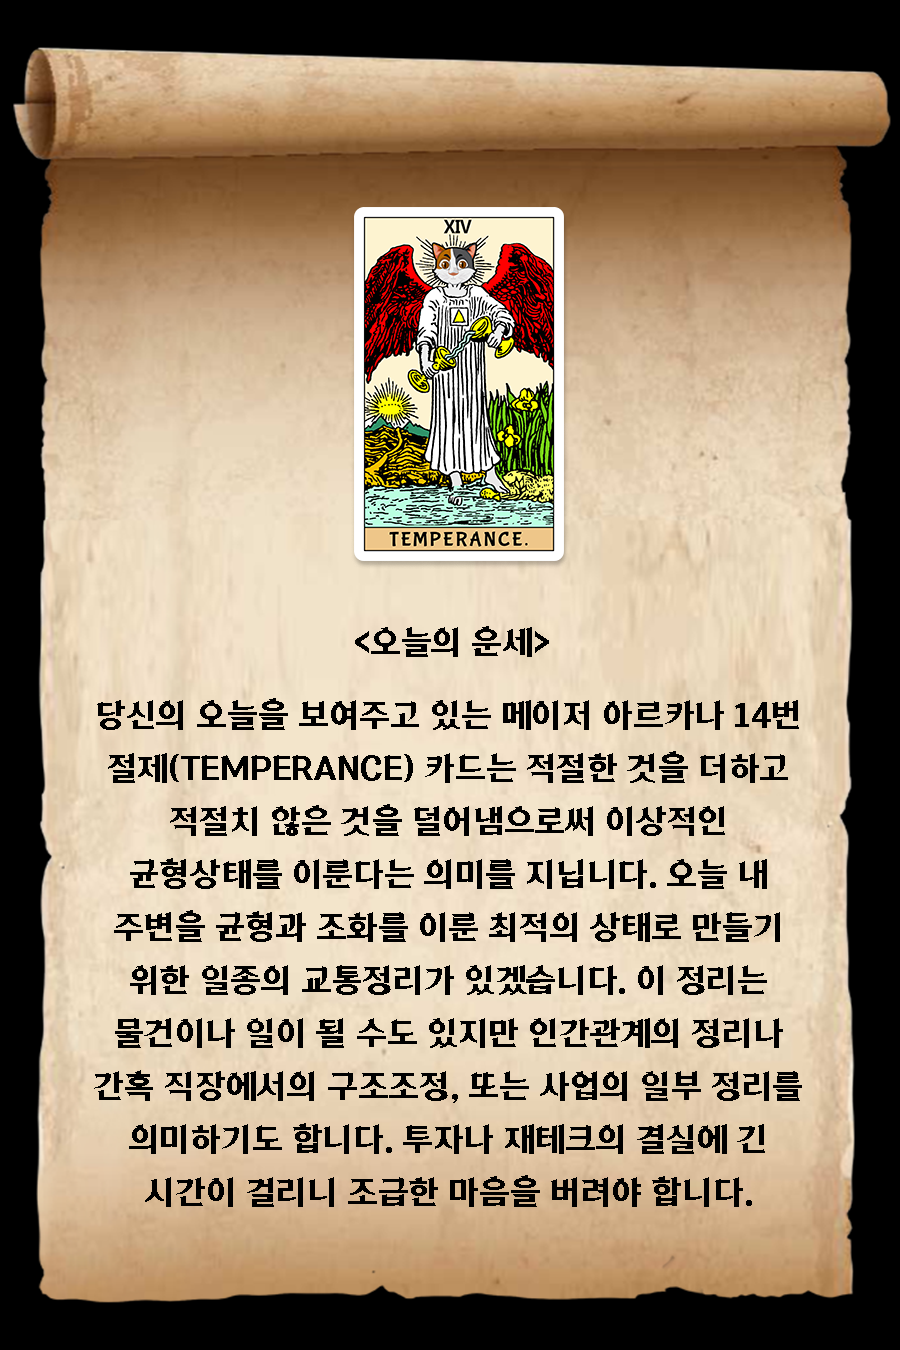 XIV
TEMPERANCE.
<오늘의 운세>
당신의 오늘을 보여주고 있는 메이저 아르카나 14번
절제(TEMPERANCE) 카드는 적절한 것을 더하고
적절치 않은 것을 덜어냄으로써 이상적인
균형상태를 이룬다는 의미를 지닙니다. 오늘 내
주변을 균형과 조화를 이룬 최적의 상태로 만들기
위한 일종의 교통정리가 있겠습니다. 이 정리는
물건이나 일이 될 수도 있지만 인간관계의 정리나
간혹 직장에서의 구조조정, 또는 사업의 일부 정리를
의미하기도 합니다. 투자나 재테크의 결실에 긴
시간이 걸리니 조급한 마음을 버려야 합니다.